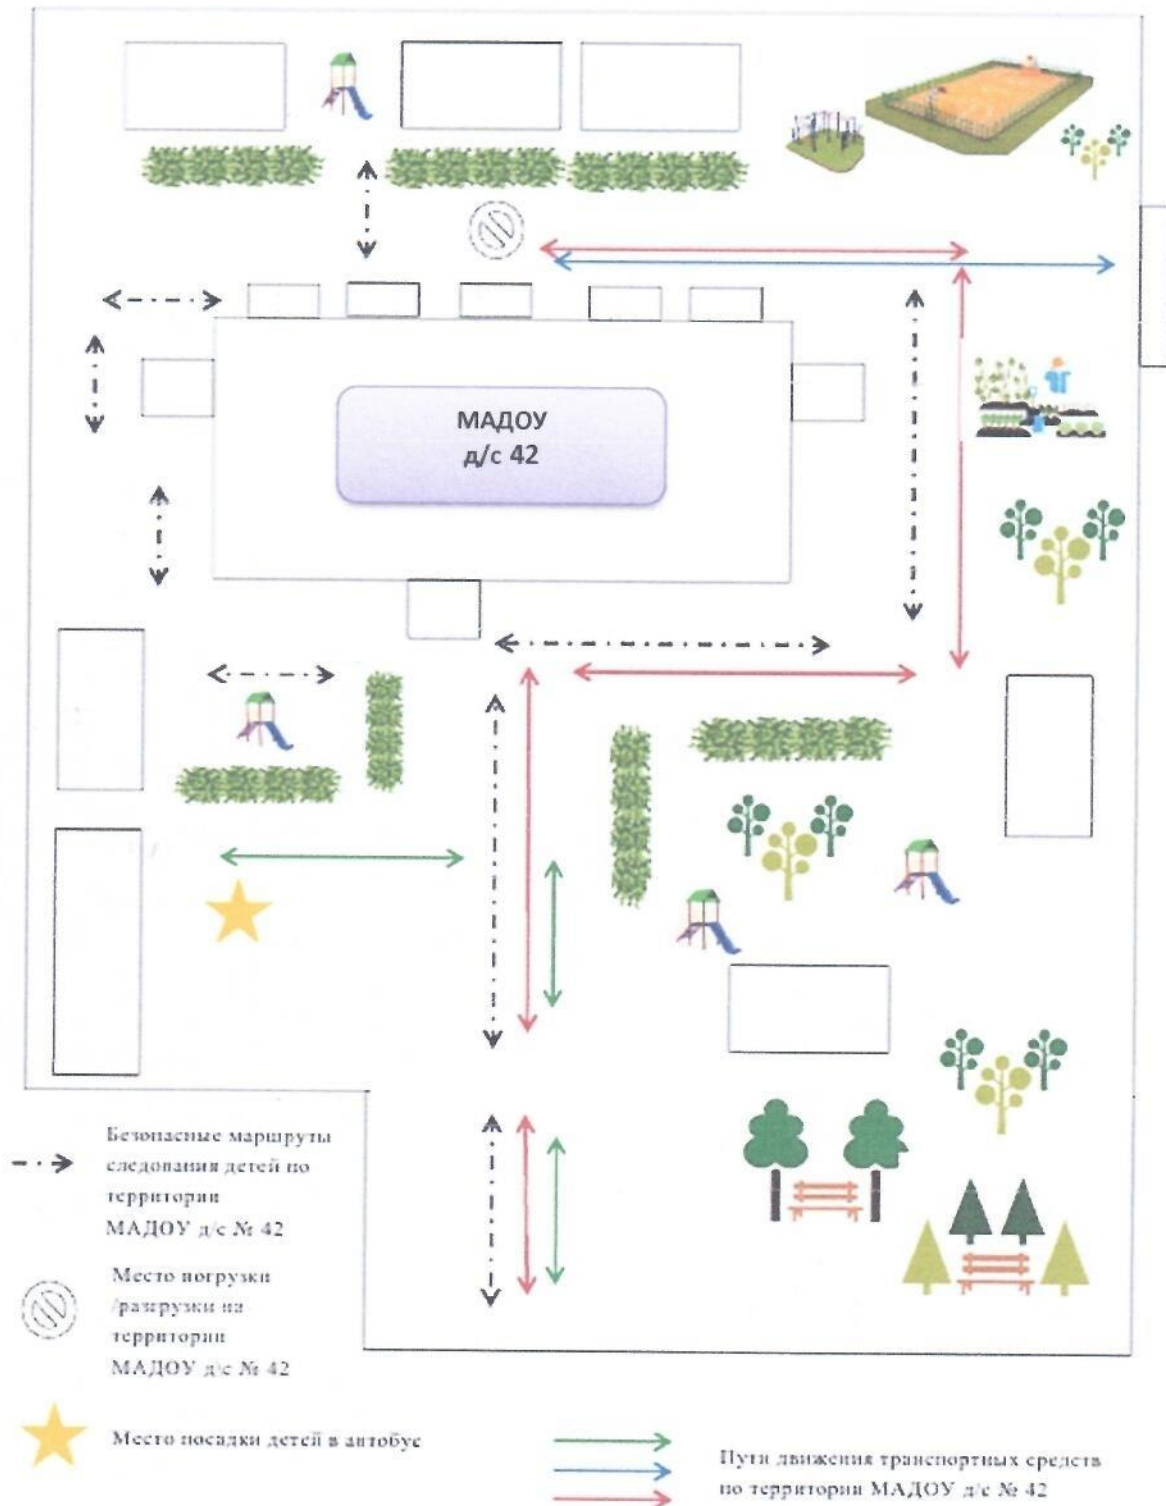 МАДОУ
д/с 42
Безопасные маршруты
следования детей по
территории
МАДОУ д/с № 42
Место погрузки
/разгрузки на
территории
МАДОУ д/с № 42
Место посадки детей в автобус
Пути движения транспортных средств
по территории МАДОУ д/с № 42